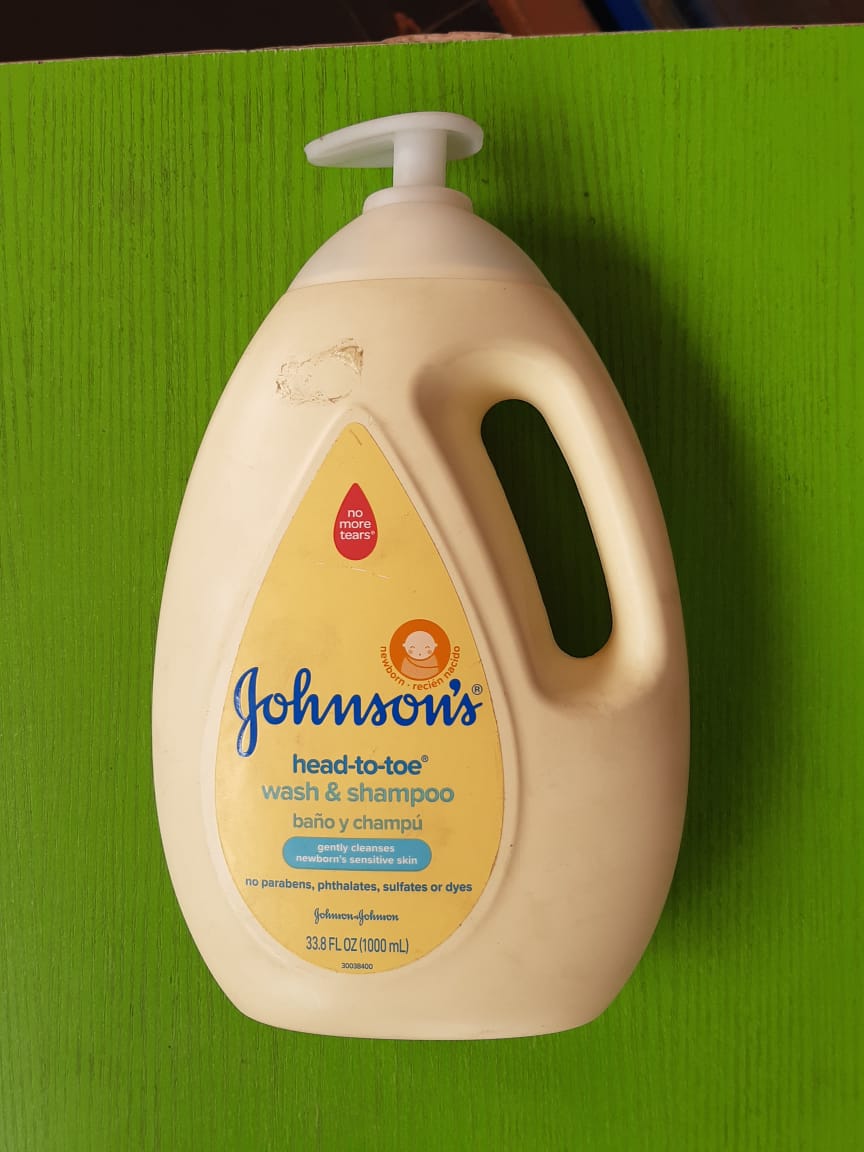 no
more
tears®
newborn · recién nacido
Johnson's®
head-to-toe®
wash & shampoo
baño y champú
gently cleanses
newborn's sensitive skin
no parabens, phthalates, sulfates or dyes
Johnson&Johnson
33.8 FL OZ (1000 mL)
30038400